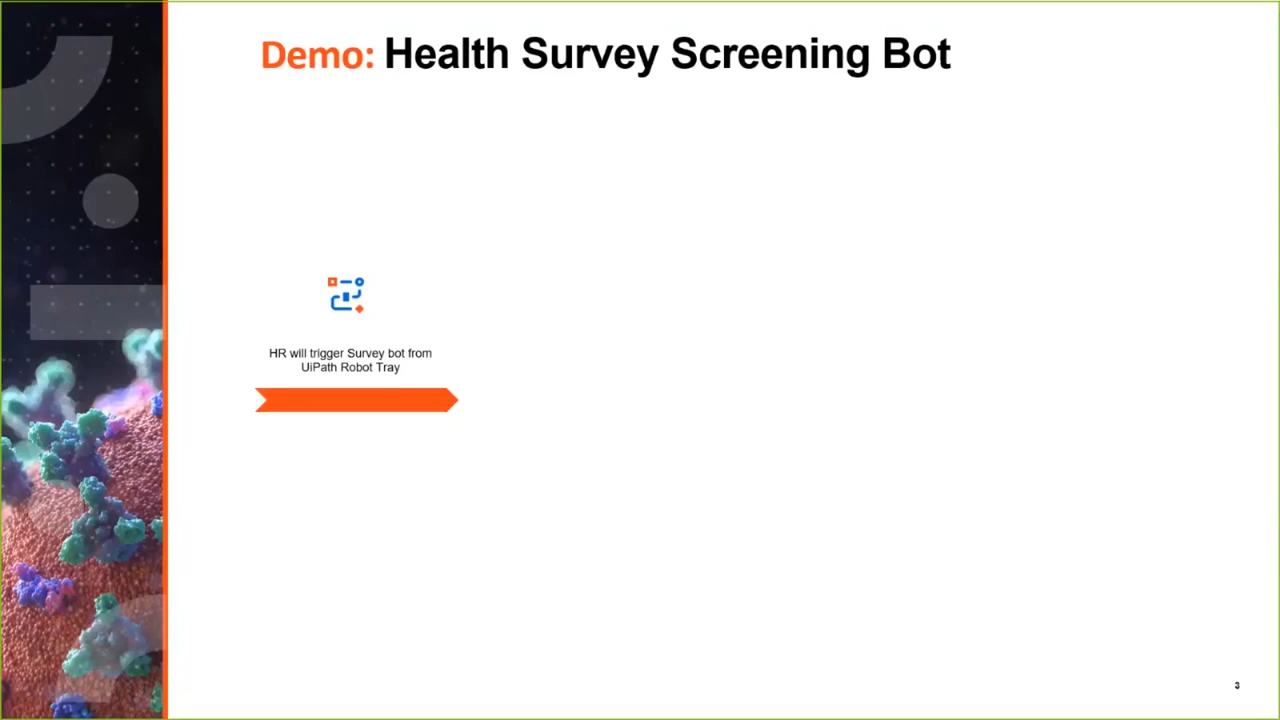 Demo: Health Survey Screening Bot
HR will trigger Survey bot from
UiPath Robot Tray
3